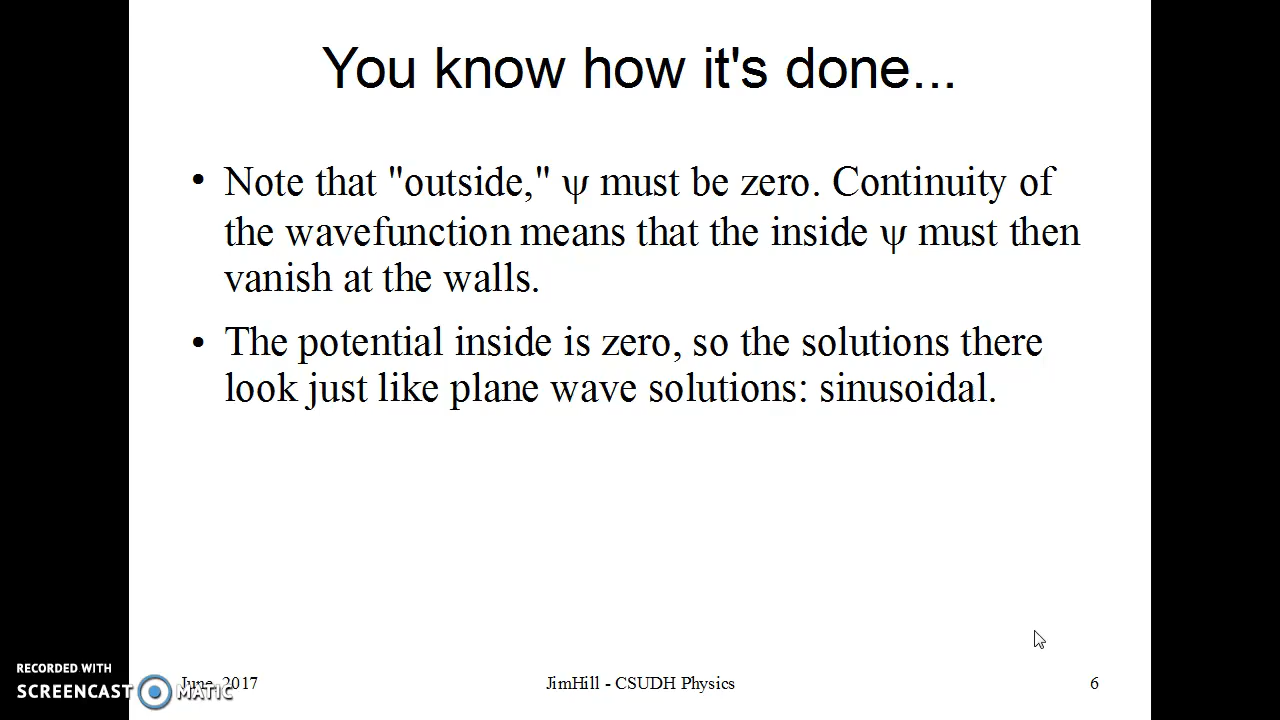 You know how it's done...
• Note that "outside," ψ must be zero. Continuity of
the wavefunction means that the inside ψ must then
vanish at the walls.
• The potential inside is zero, so the solutions there
look just like plane wave solutions: sinusoidal.
RECORDED WITH
SCREENCAST MATIC
June, 2017
JimHill - CSUDH Physics
6